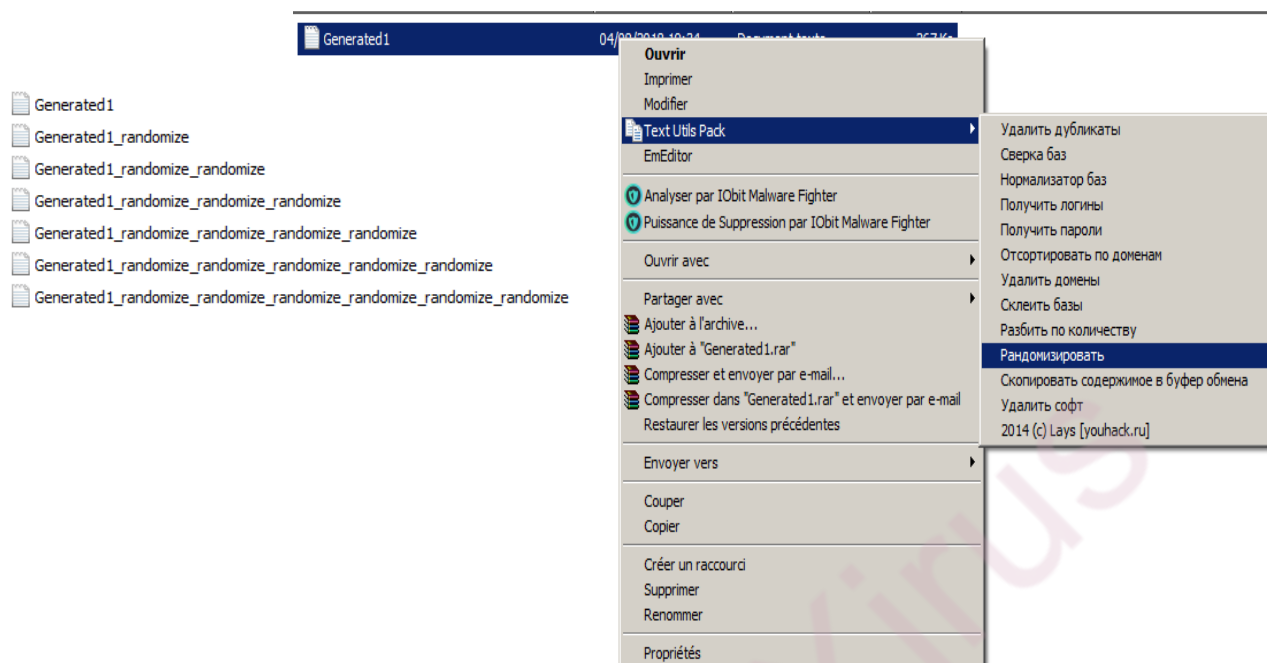 Generated1
Generated1
Generated1_randomize
Generated1_randomize_randomize
Generated1_randomize_randomize_randomize
Generated1_randomize_randomize_randomize_randomize
Generated1_randomize_randomize_randomize_randomize_randomize
Generated1_randomize_randomize_randomize_randomize_randomize_randomize
Ouvrir
Imprimer
Modifier
Text Utils Pack
EmEditor
Analyser par IObit Malware Fighter
Puissance de Suppression par IObit Malware Fighter
Ouvrir avec
Partager avec
Ajouter à l'archive...
Ajouter à "Generated1.rar"
Compresser et envoyer par e-mail...
Compresser dans "Generated1.rar" et envoyer par e-mail
Restaurer les versions précédentes
Envoyer vers
Couper
Copier
Créer un raccourci
Supprimer
Renommer
Propriétés
Удалить дубликаты
Сверка баз
Нормализатор баз
Получить логины
Получить пароли
Отсортировать по доменам
Удалить домены
Склеить базы
Разбить по количеству
Рандомизировать
Скопировать содержимое в буфер обмена
Удалить софт
2014 (c) Lays [youhack.ru]